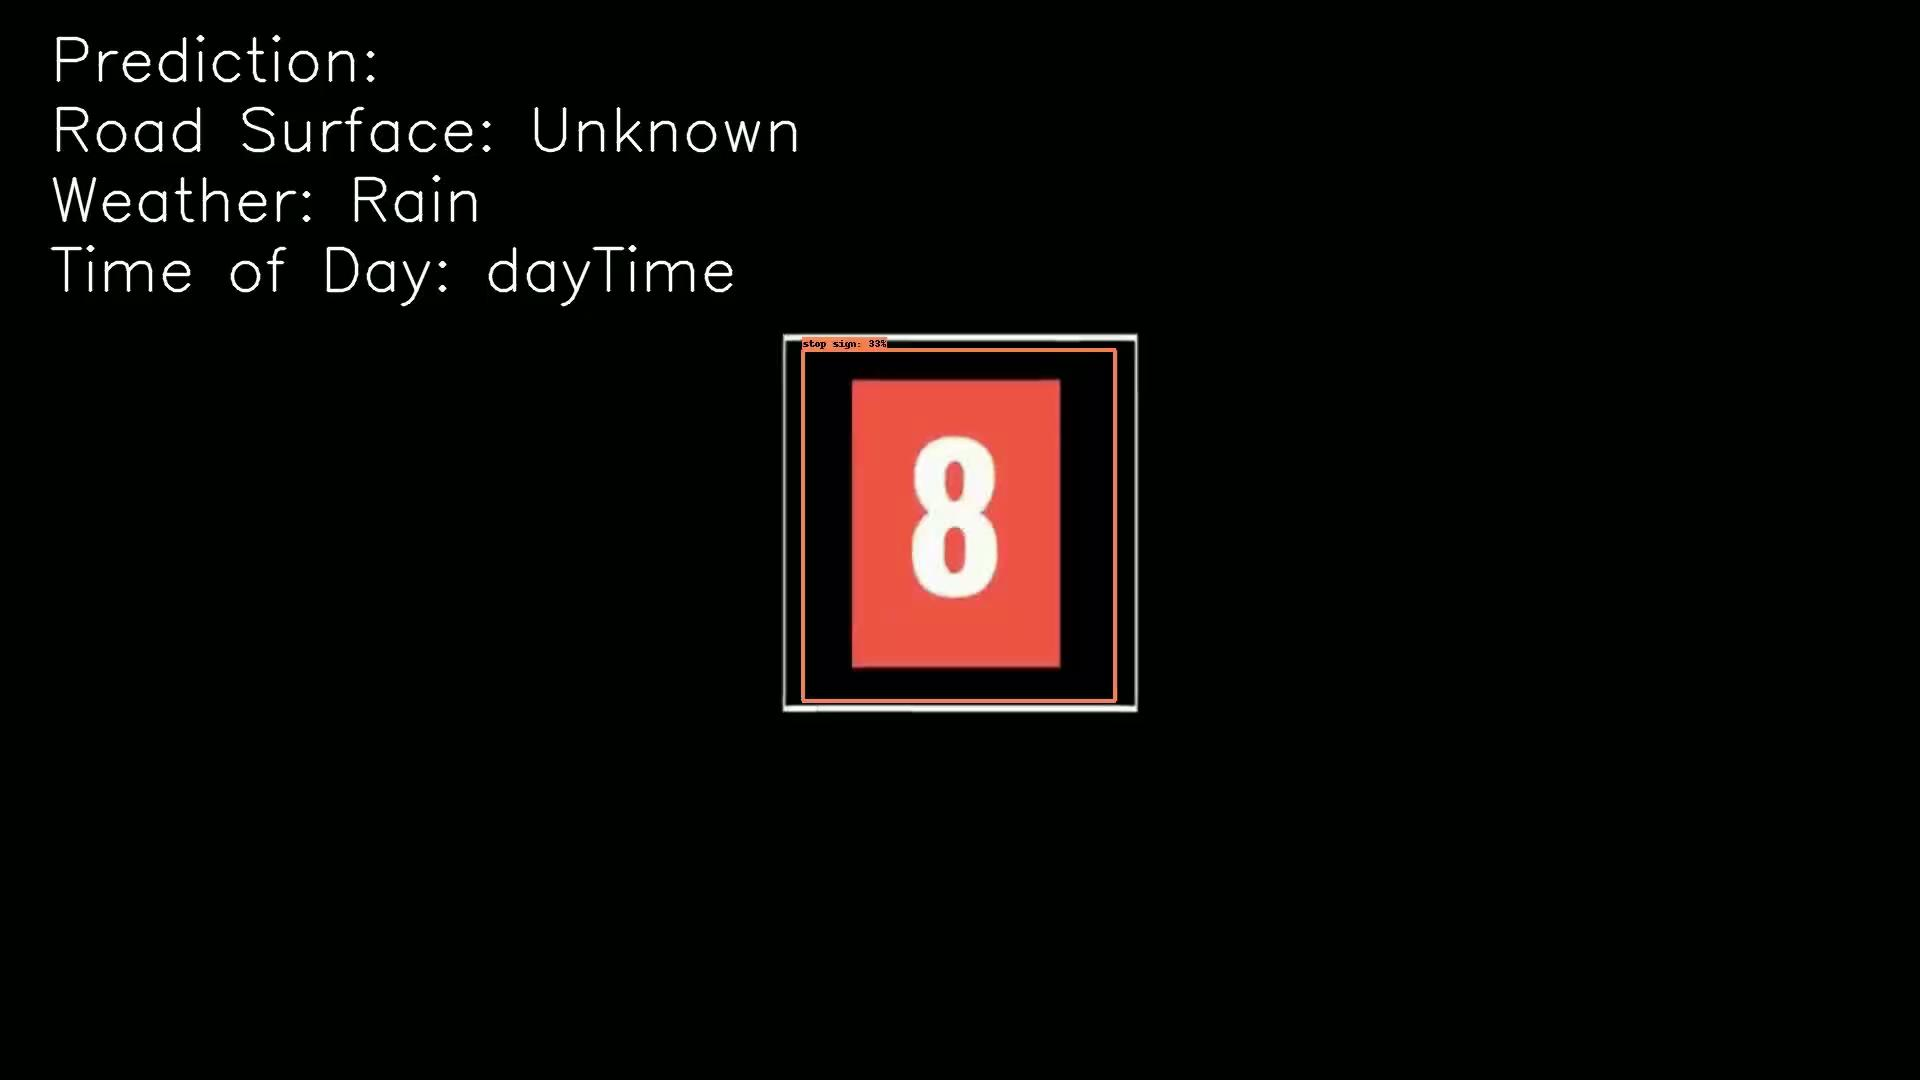 Prediction:
Road Surface: Unknown
Weather: Rain
Time of Day: dayTime
stop sign: 33%
8